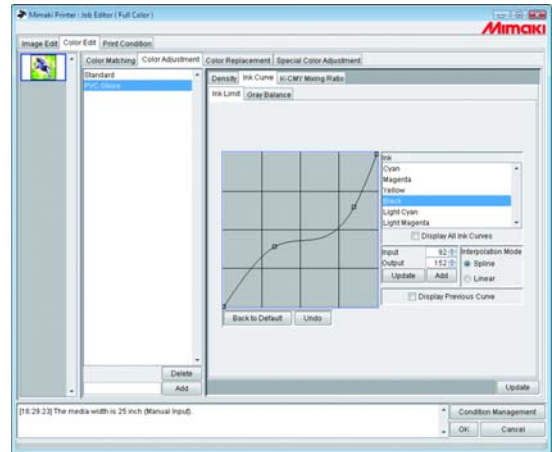 Mimaki Printer : Job Editor ( Full Color )
Mimaki
Image Edit Color Edit Print Condition
Color Matching Color Adjustment Color Replacement Special Color Adjustment
Standard
PVC Gloss
Density Ink Curve K-CMY Mixing Ratio
Ink Limit Gray Balance
Ink
Cyan
Magenta
Yellow
Black
Light Cyan
Light Magenta
Display All Ink Curves
Input 92
Output 152
Update Add
Interpolation Mode
Spline
Linear
Display Previous Curve
Back to Default Undo
Delete
Add
Update
[16:29:23] The media width is 25 inch (Manual Input).
Condition Management
OK Cancel